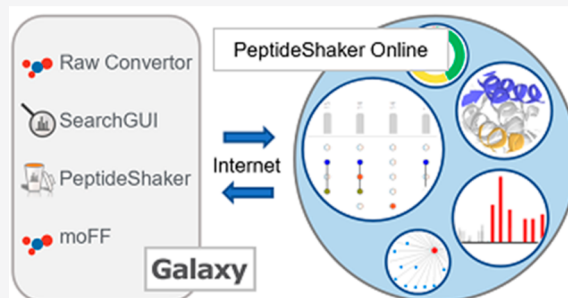 Raw Convertor
SearchGUI
PeptideShaker
moFF
Galaxy
Internet
PeptideShaker Online